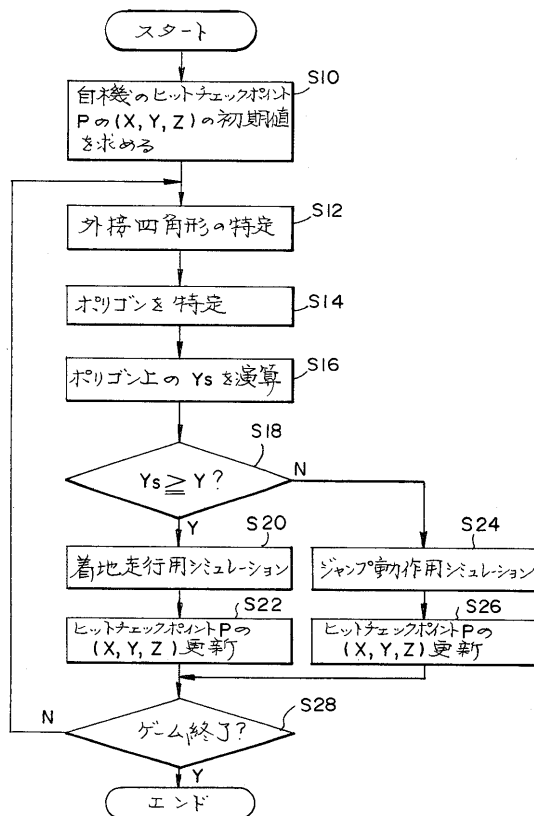 スタート
S10
自機のヒットチェックポイント
Pの(X,Y,Z)の初期値
を求める
S12
外接四角形の特定
S14
ポリゴンを特定
S16
ポリゴン上の Ys を演算
S18
Ys ≧ Y ?
N
Y
S20
着地走行用シミュレーション
S24
ジャンプ動作用シミュレーション
S22
ヒットチェックポイントPの
(X,Y,Z)更新
S26
ヒットチェックポイントPの
(X,Y,Z)更新
S28
N
ゲーム終了?
Y
エンド